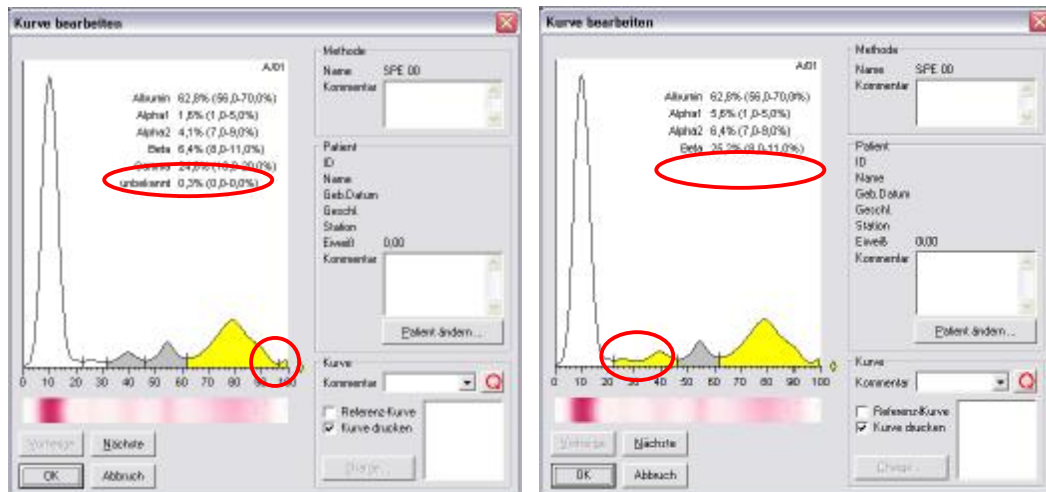 Kurve bearbeiten
A/01
Albumin 62,8% (56,0-70,0%)
Alpha1 1,6% (1,0-5,0%)
Alpha2 4,1% (7,0-9,0%)
Beta 6,4% (8,0-11,0%)
unbekannt 0,3% (0,0-0,0%)
0 10 20 30 40 50 60 70 80 90
0
Vorherige Nächste
OK Abbruch
Methode
Name SPE 00
Kommentar
Patient
ID
Name
Geb.Datum
Geschl.
Station
Eiweiß 0,00
Kommentar
Patient ändern...
Kurve
Kommentar
Referenz-Kurve
Kurve drucken
Charge...
Kurve bearbeiten
A/01
Albumin 62,8% (56,0-70,0%)
Alpha1 5,6% (1,0-5,0%)
Alpha2 6,4% (7,0-9,0%)
Beta 25,2% (8,0-11,0%)
0 10 20 30 40 50 60 70 80 90 100
0
Vorherige Nächste
OK Abbruch
Methode
Name SPE 00
Kommentar
Patient
ID
Name
Geb.Datum
Geschl.
Station
Eiweiß 0,00
Kommentar
Patient ändern...
Kurve
Kommentar
Referenz-Kurve
Kurve drucken
Charge...